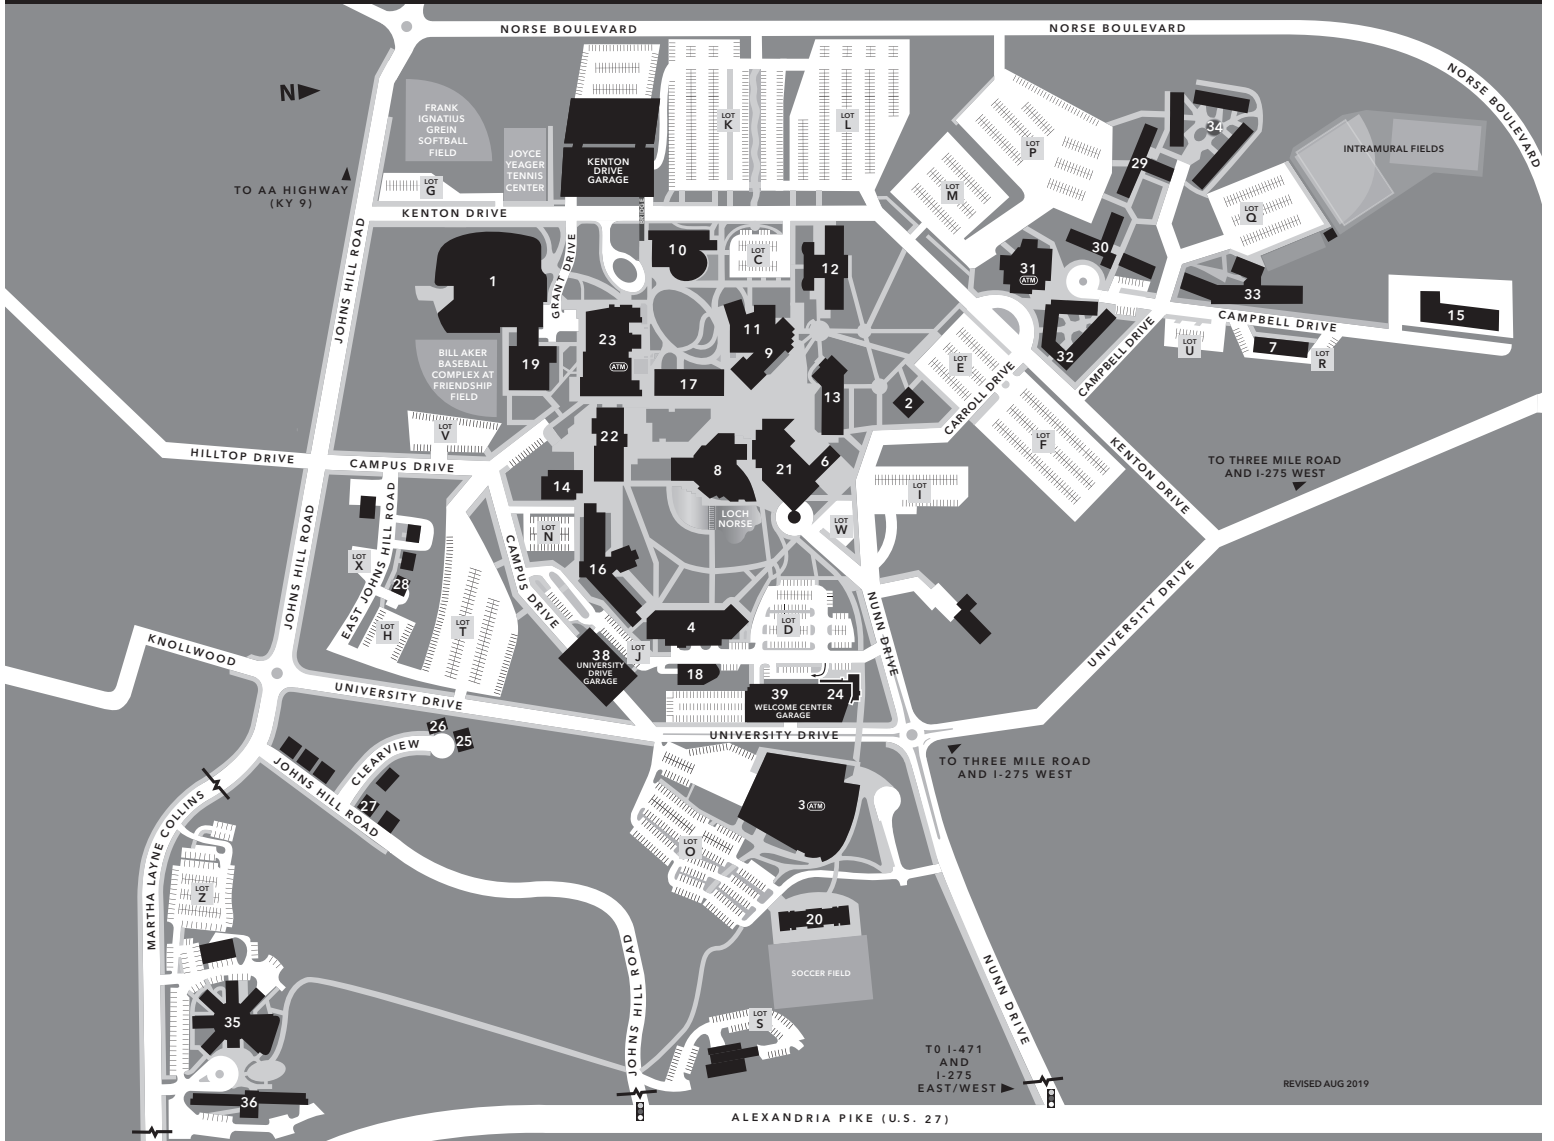 NORSE BOULEVARD
NORSE BOULEVARD
NORSE BOULEVARD
N
FRANK
IGNATIUS
GREIN
SOFTBALL
FIELD
JOYCE
YEAGER
TENNIS
CENTER
KENTON
DRIVE
GARAGE
LOT
K
LOT
L
LOT
P
LOT
M
29
34
INTRAMURAL FIELDS
LOT
Q
TO AA HIGHWAY
(KY 9)
LOT
G
KENTON DRIVE
JOHNS HILL ROAD
GRANT DRIVE
1
10
LOT
C
12
30
31
ATM
33
15
CAMPBELL DRIVE
CAMPBELL DRIVE
LOT
U
7
LOT
R
32
BILL AKER
BASEBALL
COMPLEX AT
FRIENDSHIP
FIELD
19
23
ATM
11
9
17
13
2
LOT
E
CARROLL DRIVE
LOT
F
KENTON DRIVE
TO THREE MILE ROAD
AND I-275 WEST
LOT
V
HILLTOP DRIVE
CAMPUS DRIVE
22
14
8
21
6
LOT
I
LOT
W
LOCH
NORSE
LOT
N
CAMPUS DRIVE
16
JOHNS HILL ROAD
EAST JOHNS HILL ROAD
LOT
X
28
LOT
H
LOT
T
4
LOT
D
LOT
J
NUNN DRIVE
UNIVERSITY DRIVE
KNOLLWOOD
38
UNIVERSITY
DRIVE
GARAGE
18
39
24
WELCOME CENTER
GARAGE
UNIVERSITY DRIVE
UNIVERSITY DRIVE
TO THREE MILE ROAD
AND I-275 WEST
26
25
CLEARVIEW
27
JOHNS HILL ROAD
MARTHA LAYNE COLLINS
3
ATM
LOT
O
LOT
Z
20
SOCCER FIELD
JOHNS HILL ROAD
NUNN DRIVE
LOT
S
35
36
T0 I-471
AND
I-275
EAST/WEST
REVISED AUG 2019
ALEXANDRIA PIKE (U.S. 27)